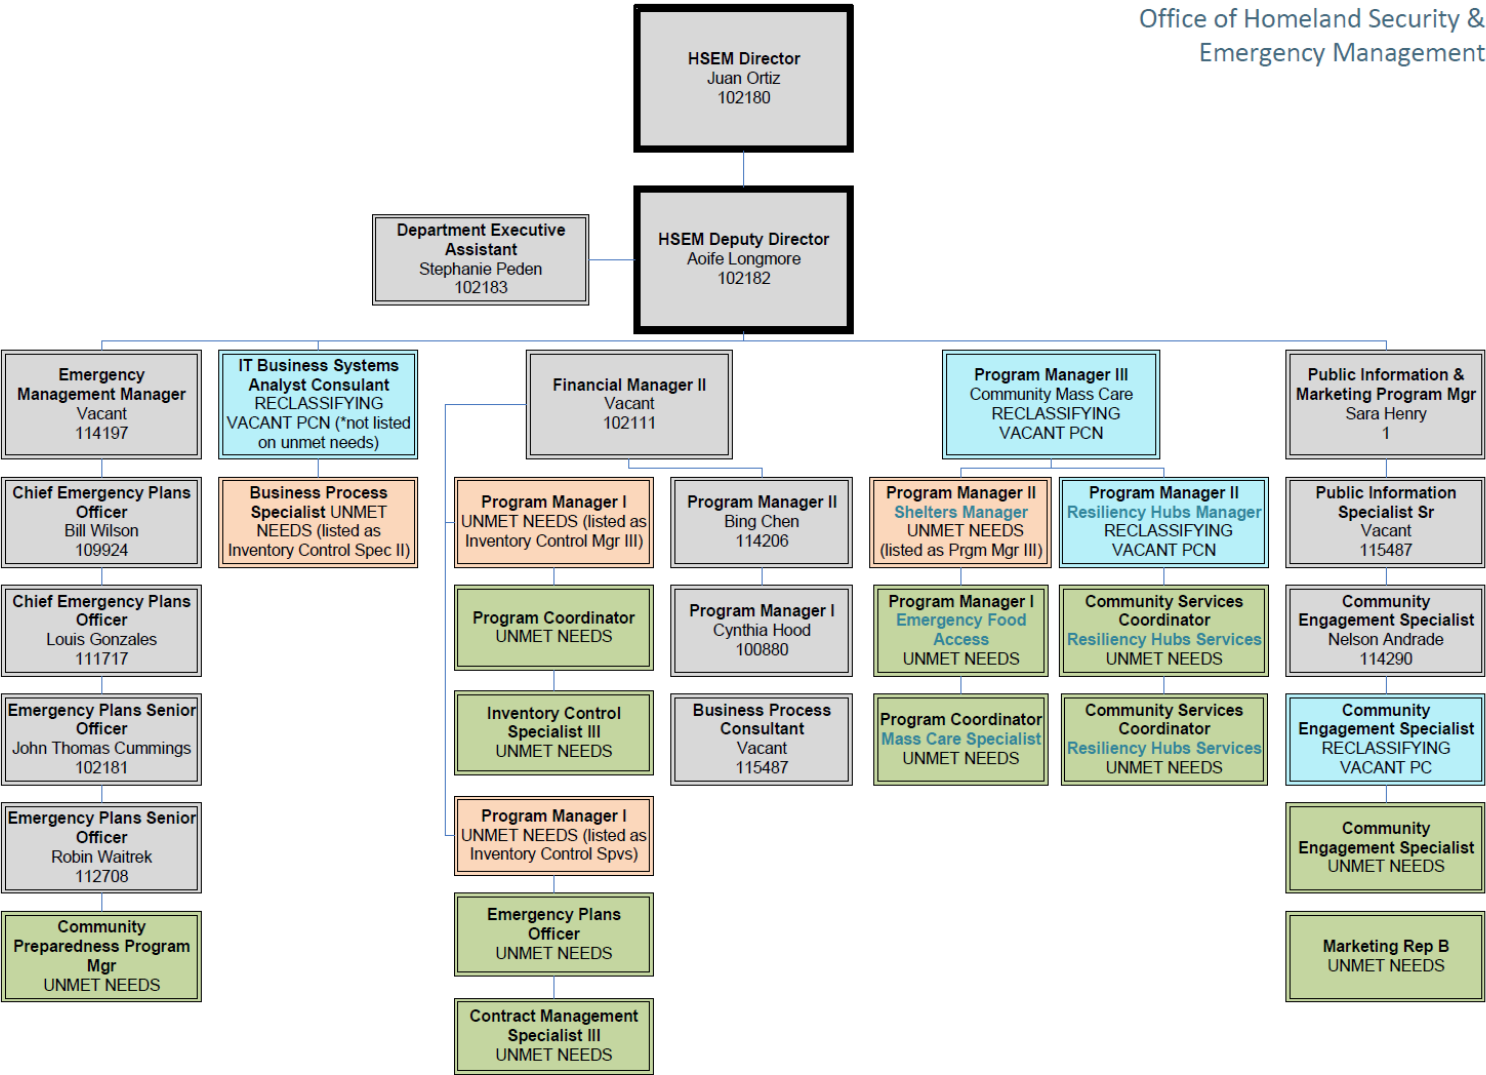 Office of Homeland Security &
Emergency Management
HSEM Director
Juan Ortiz
102180
Department Executive
Assistant
Stephanie Peden
102183
HSEM Deputy Director
Aoife Longmore
102182
Emergency
Management Manager
Vacant
114197
Chief Emergency Plans
Officer
Bill Wilson
109924
Chief Emergency Plans
Officer
Louis Gonzales
111717
Emergency Plans Senior
Officer
John Thomas Cummings
102181
Emergency Plans Senior
Officer
Robin Waitrek
112708
Community
Preparedness Program
Mgr
UNMET NEEDS
IT Business Systems
Analyst Consulant
RECLASSIFYING
VACANT PCN (*not listed
on unmet needs)
Business Process
Specialist UNMET
NEEDS (listed as
Inventory Control Spec II)
Financial Manager II
Vacant
102111
Program Manager I
UNMET NEEDS (listed as
Inventory Control Mgr III)
Program Coordinator
UNMET NEEDS
Inventory Control
Specialist III
UNMET NEEDS
Program Manager I
UNMET NEEDS (listed as
Inventory Control Spvs)
Emergency Plans
Officer
UNMET NEEDS
Contract Management
Specialist III
UNMET NEEDS
Program Manager II
Bing Chen
114206
Program Manager I
Cynthia Hood
100880
Business Process
Consultant
Vacant
115487
Program Manager III
Community Mass Care
RECLASSIFYING
VACANT PCN
Program Manager II
Shelters Manager
UNMET NEEDS
(listed as Prgm Mgr III)
Program Manager I
Emergency Food
Access
UNMET NEEDS
Program Coordinator
Mass Care Specialist
UNMET NEEDS
Program Manager II
Resiliency Hubs Manager
RECLASSIFYING
VACANT PCN
Community Services
Coordinator
Resiliency Hubs Services
UNMET NEEDS
Community Services
Coordinator
Resiliency Hubs Services
UNMET NEEDS
Public Information &
Marketing Program Mgr
Sara Henry
1
Public Information
Specialist Sr
Vacant
115487
Community
Engagement Specialist
Nelson Andrade
114290
Community
Engagement Specialist
RECLASSIFYING
VACANT PC
Community
Engagement Specialist
UNMET NEEDS
Marketing Rep B
UNMET NEEDS